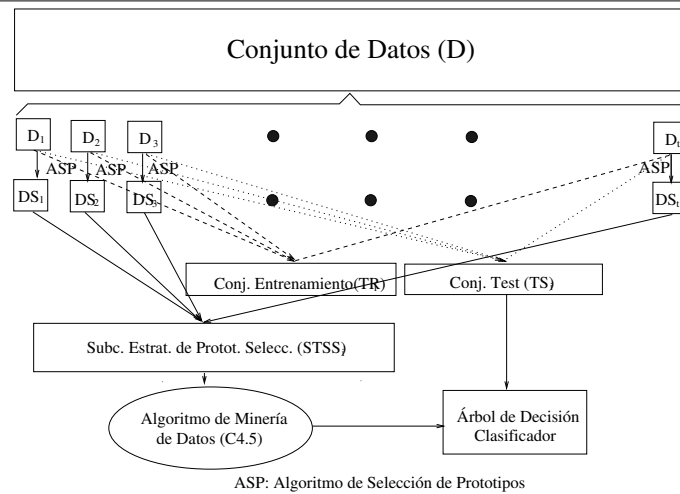 Conjunto de Datos (D)
D1 D2 D3 Dt
ASP ASP ASP ASP
DS1 DS2 DS3 DSt
Conj. Entrenamiento(TR)
Conj. Test (TS)
Subc. Estrat. de Protot. Selecc. (STSS)
Algoritmo de Minería
de Datos (C4.5)
Árbol de Decisión
Clasificador
ASP: Algoritmo de Selección de Prototipos